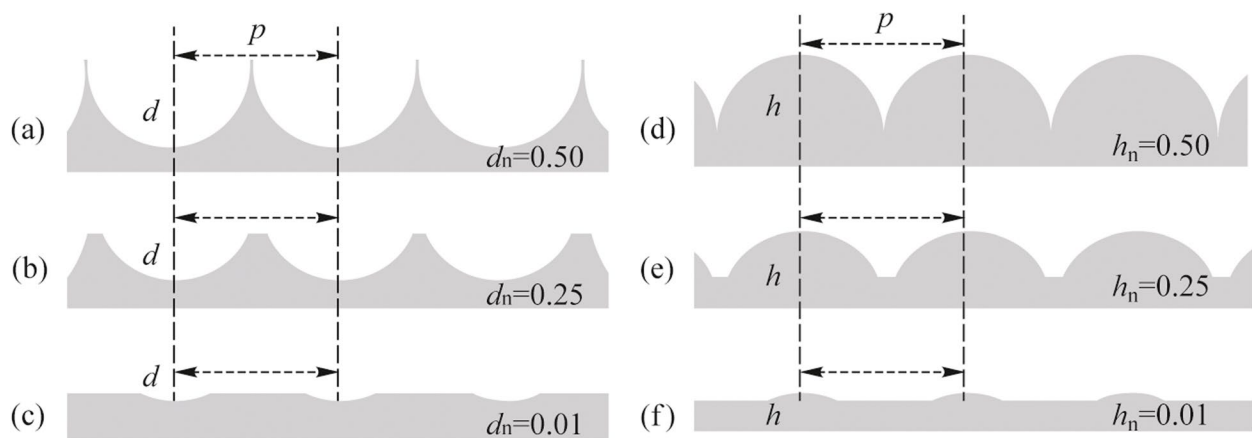 p
(a)
d
dn=0.50
(b)
d
dn=0.25
(c)
d
dn=0.01
p
(d)
h
hn=0.50
(e)
h
hn=0.25
(f)
h
hn=0.01